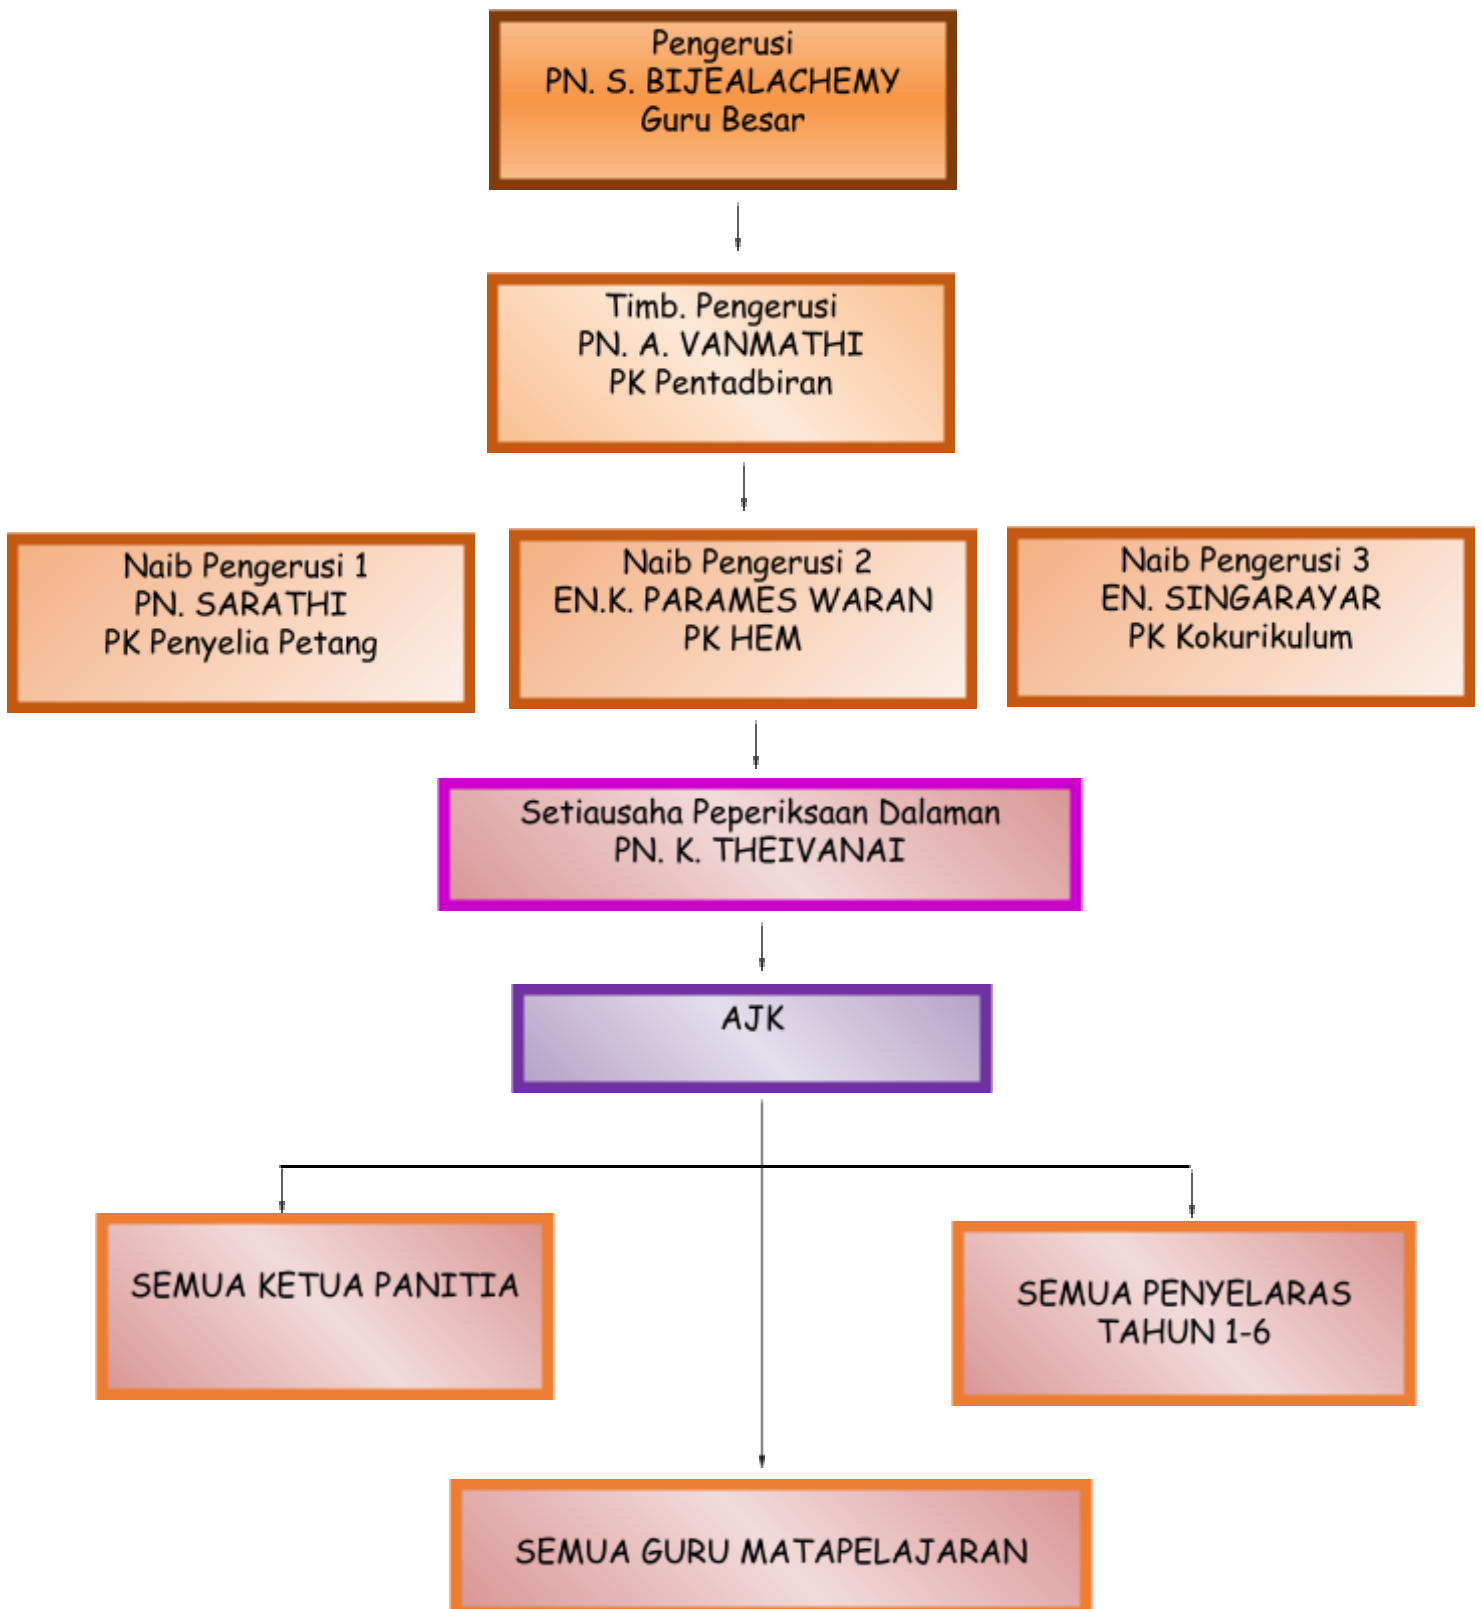 Pengerusi
PN. S. BIJEALACHEMY
Guru Besar
Timb. Pengerusi
PN. A. VANMATHI
PK Pentadbiran
Naib Pengerusi 1
PN. SARATHI
PK Penyelia Petang
Naib Pengerusi 2
EN.K. PARAMES WARAN
PK HEM
Naib Pengerusi 3
EN. SINGARAYAR
PK Kokurikulum
Setiausaha Peperiksaan Dalaman
PN. K. THEIVANAI
AJK
SEMUA KETUA PANITIA
SEMUA PENYELARAS
TAHUN 1-6
SEMUA GURU MATAPELAJARAN